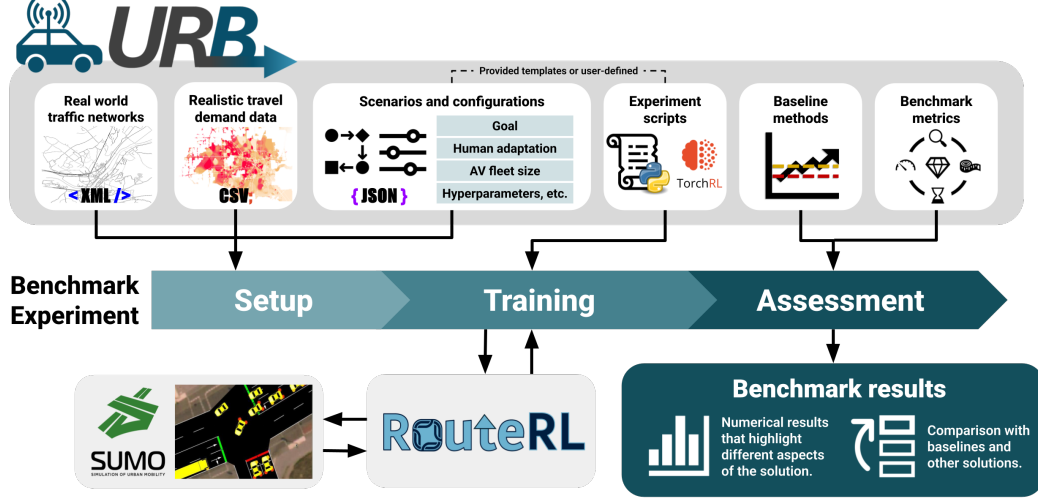 URB
Provided templates or user-defined
Real world
traffic networks
< XML />
Realistic travel
demand data
CSV;
Scenarios and configurations
{ JSON }
Goal
Human adaptation
AV fleet size
Hyperparameters, etc.
Experiment
scripts
TorchRL
Baseline
methods
Benchmark
metrics
Benchmark
Experiment
Setup
Training
Assessment
SUMO
SIMULATION OF URBAN MOBILITY
RouteRL
Benchmark results
Numerical results
that highlight
different aspects
of the solution.
Comparison with
baselines and
other solutions.